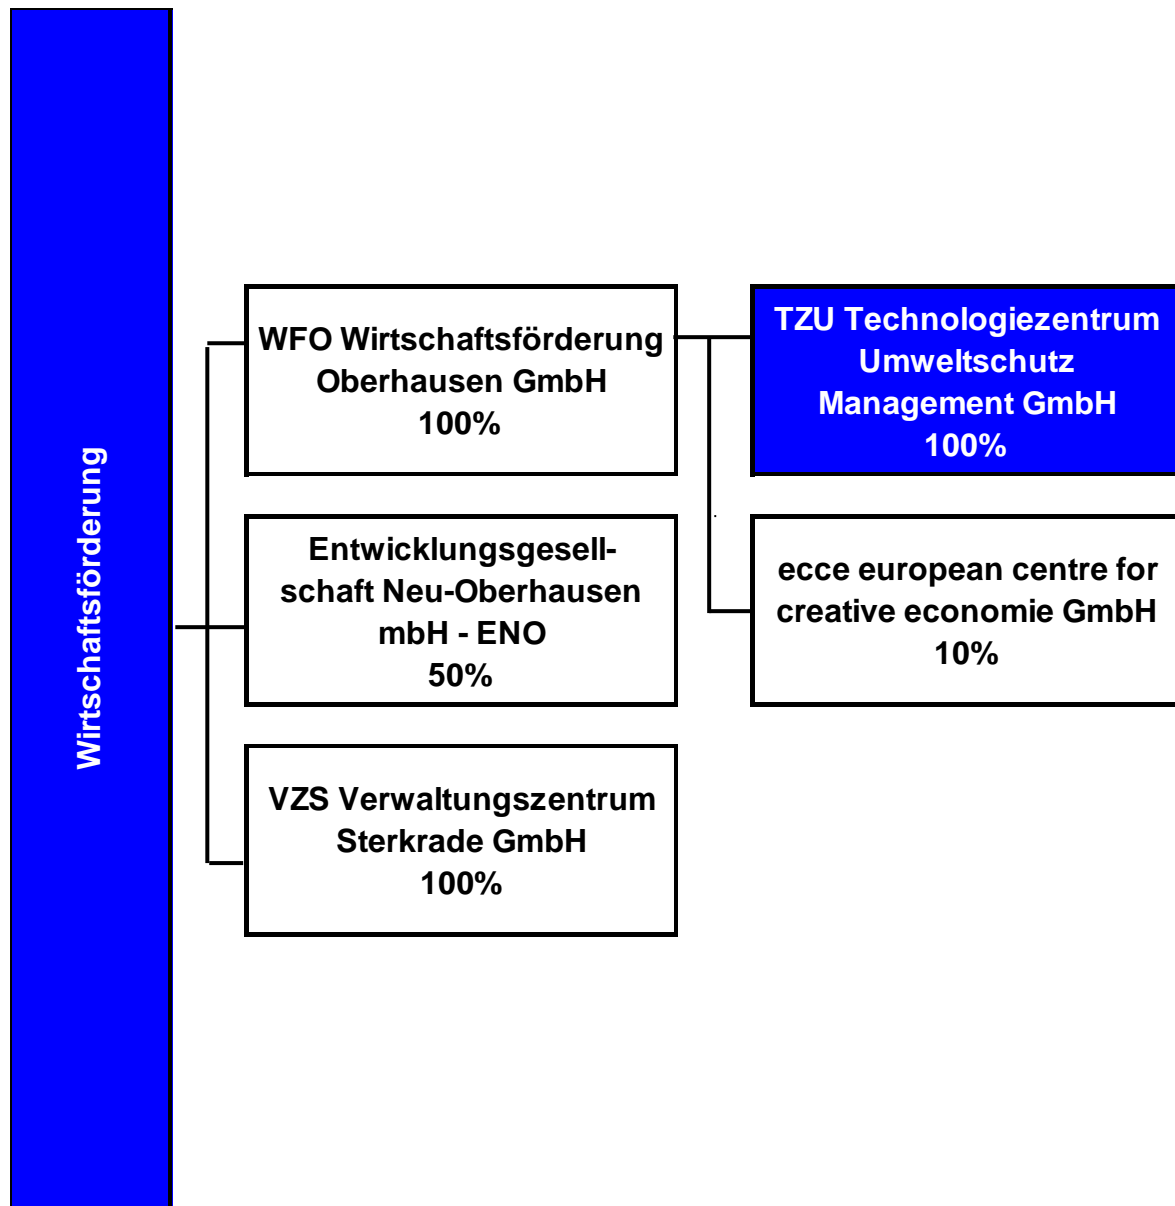 Wirtschaftsförderung
WFO Wirtschaftsförderung
Oberhausen GmbH
100%
Entwicklungsgesell-
schaft Neu-Oberhausen
mbH - ENO
50%
VZS Verwaltungszentrum
Sterkrade GmbH
100%
TZU Technologiezentrum
Umweltschutz
Management GmbH
100%
ecce european centre for
creative economie GmbH
10%